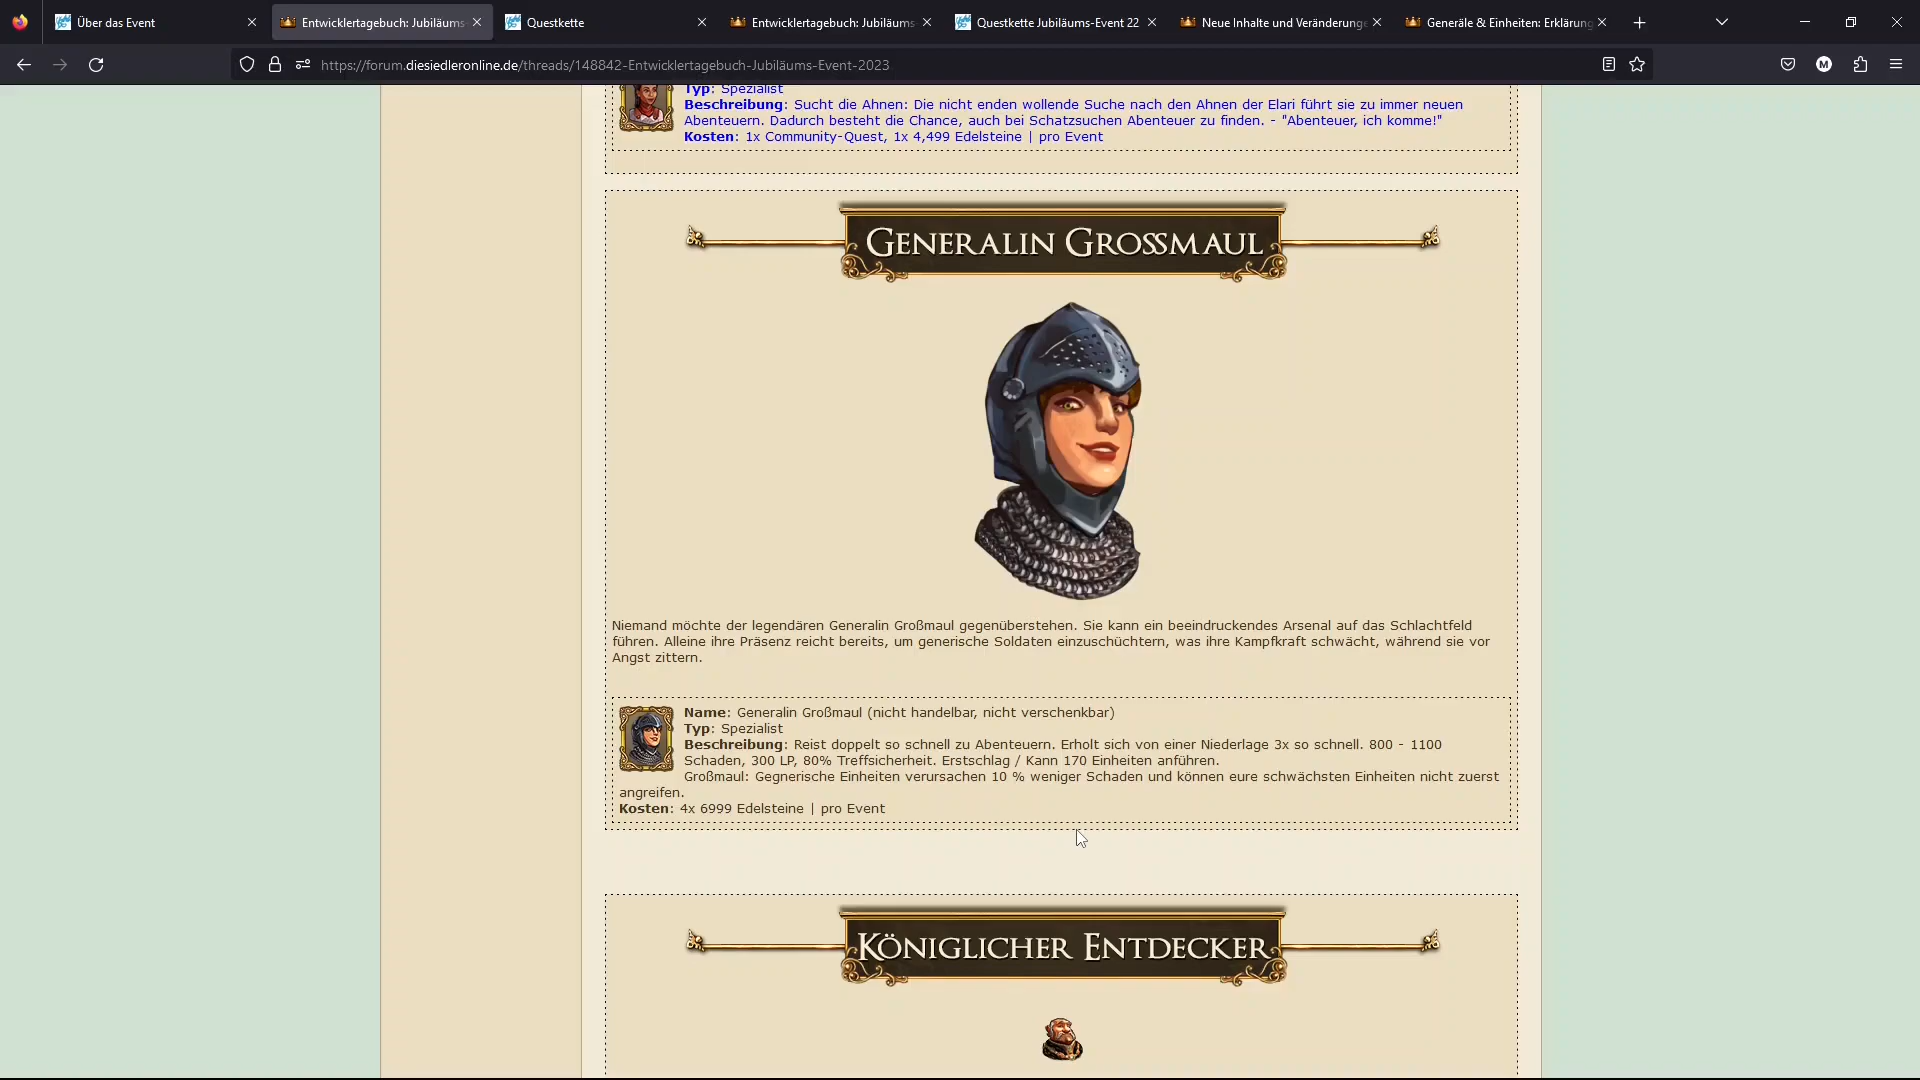 Über das Event
Entwicklertagebuch: Jubiläums-
Questkette
Entwicklertagebuch: Jubiläums-
Questkette Jubiläums-Event 22
Neue Inhalte und Veränderunge
Generäle & Einheiten: Erklärung
https://forum.diesiedleronline.de/threads/148842-Entwicklertagebuch-Jubiläums-Event-2023
Typ: Spezialist
Beschreibung: Sucht die Ahnen: Die nicht enden wollende Suche nach den Ahnen der Elari führt sie zu immer neuen
Abenteuern. Dadurch besteht die Chance, auch bei Schatzsuchen Abenteuer zu finden. - "Abenteuer, ich komme!"
Kosten: 1x Community-Quest, 1x 4,499 Edelsteine | pro Event
Generalin Grossmaul
Niemand möchte der legendären Generalin Großmaul gegenüberstehen. Sie kann ein beeindruckendes Arsenal auf das Schlachtfeld
führen. Alleine ihre Präsenz reicht bereits, um generische Soldaten einzuschüchtern, was ihre Kampfkraft schwächt, während sie vor
Angst zittern.
Name: Generalin Großmaul (nicht handelbar, nicht verschenkbar)
Typ: Spezialist
Beschreibung: Reist doppelt so schnell zu Abenteuern. Erholt sich von einer Niederlage 3x so schnell. 800 - 1100
Schaden, 300 LP, 80% Treffsicherheit. Erstschlag / Kann 170 Einheiten anführen.
Großmaul: Gegnerische Einheiten verursachen 10 % weniger Schaden und können eure schwächsten Einheiten nicht zuerst
angreifen.
Kosten: 4x 6999 Edelsteine | pro Event
Königlicher Entdecker